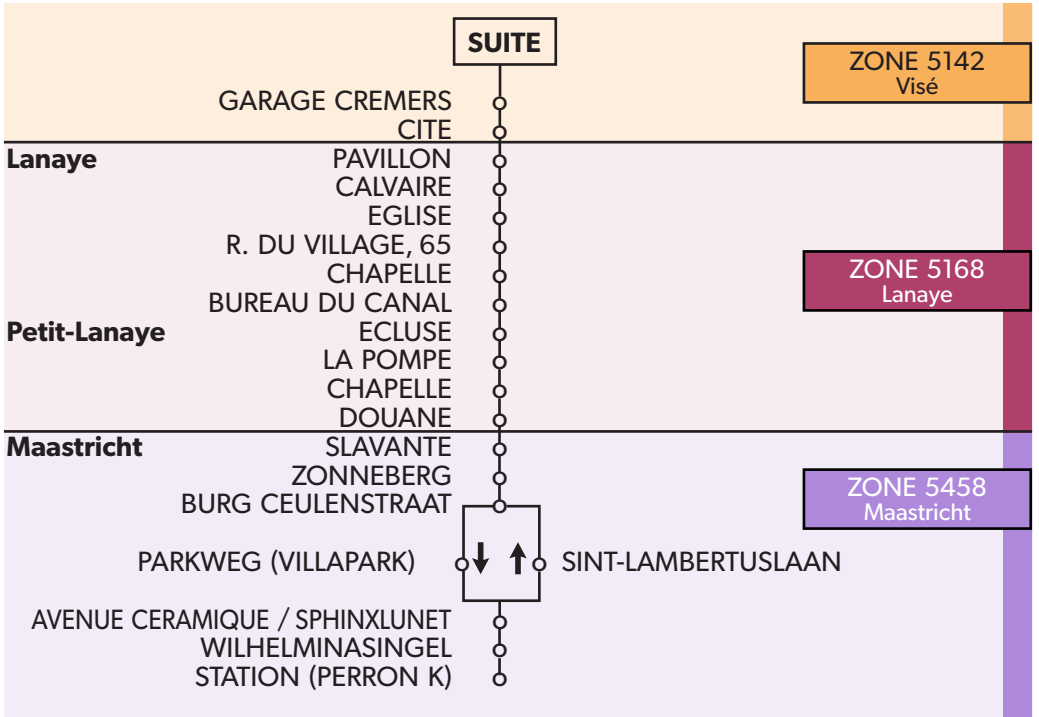 SUITE
ZONE 5142
Visé
GARAGE CREMERS
CITE
Lanaye PAVILLON
CALVAIRE
EGLISE
R. DU VILLAGE, 65
CHAPELLE
ZONE 5168
Lanaye
BUREAU DU CANAL
Petit-Lanaye ECLUSE
LA POMPE
CHAPELLE
DOUANE
Maastricht SLAVANTE
ZONNEBERG
ZONE 5458
Maastricht
BURG CEULENSTRAAT
PARKWEG (VILLAPARK) SINT-LAMBERTUSLAAN
AVENUE CERAMIQUE / SPHINXLUNET
WILHELMINASINGEL
STATION (PERRON K)